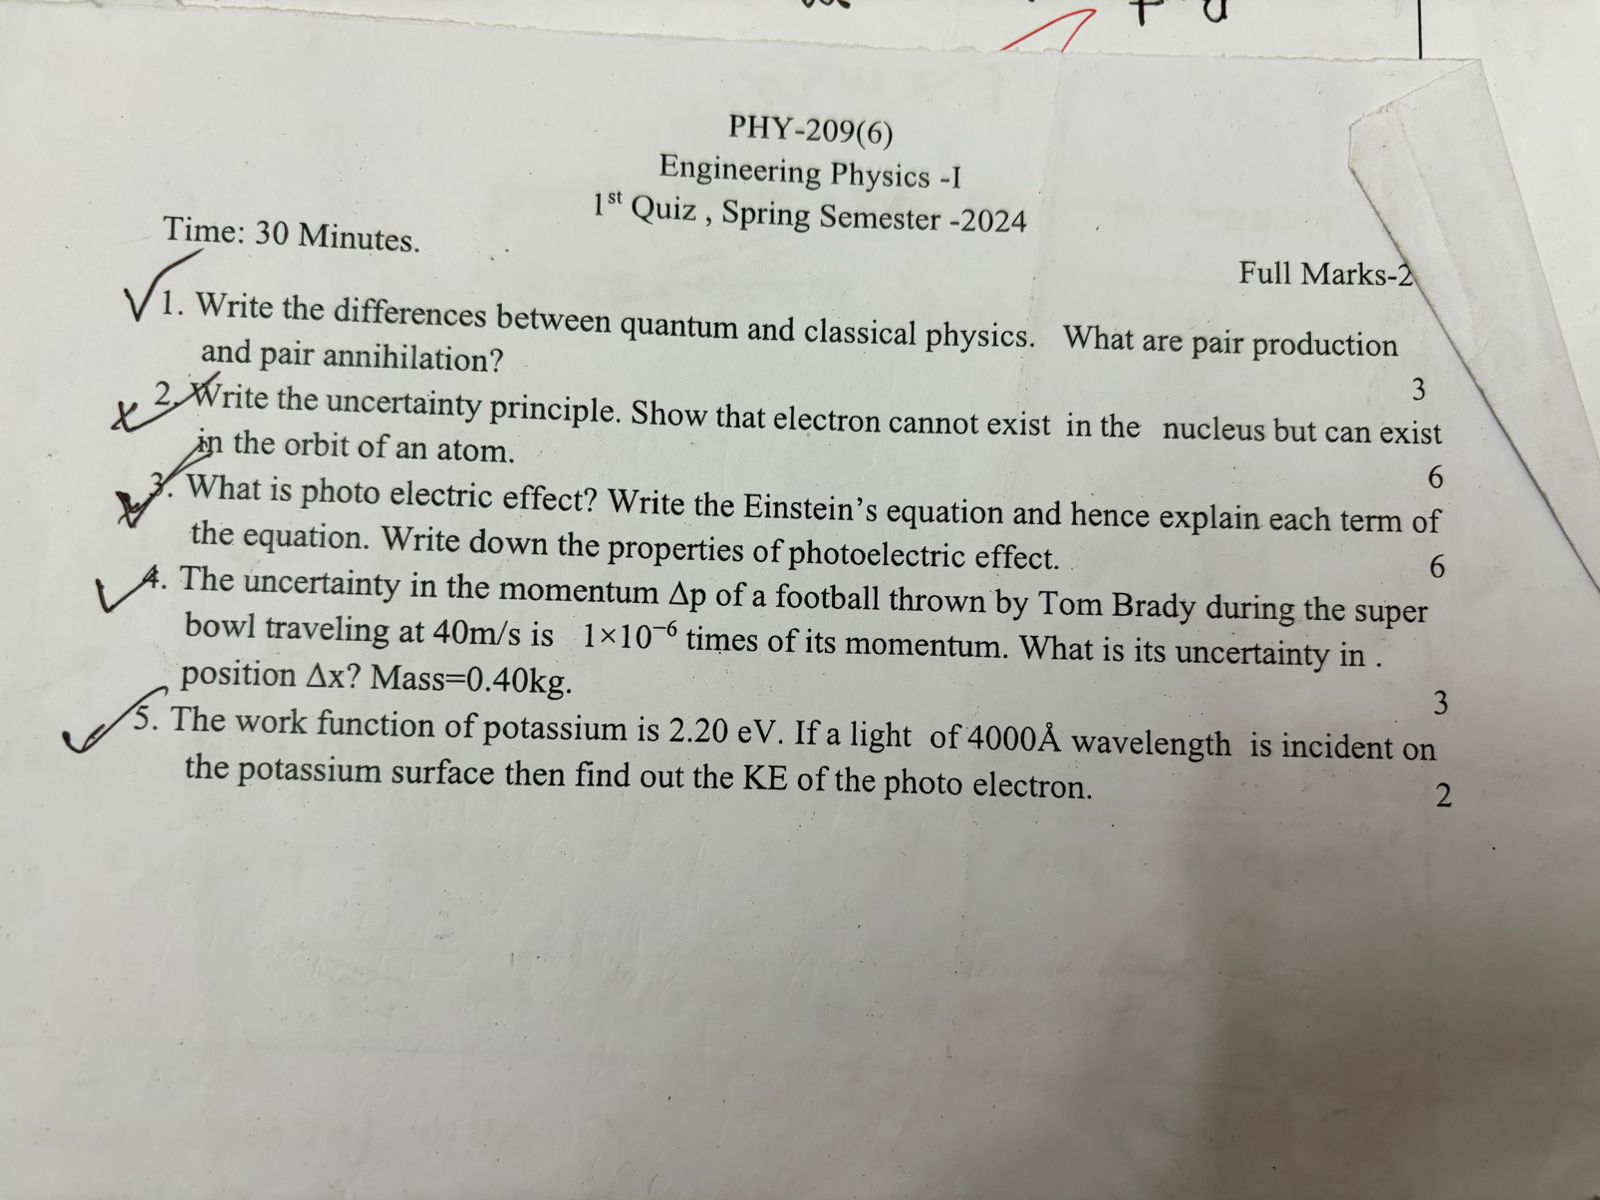 PHY-209(6)
Engineering Physics -I
1st Quiz , Spring Semester -2024
Time: 30 Minutes.
Full Marks-2
1. Write the differences between quantum and classical physics. What are pair production
and pair annihilation?
3
2. Write the uncertainty principle. Show that electron cannot exist in the nucleus but can exist
in the orbit of an atom.
6
3. What is photo electric effect? Write the Einstein's equation and hence explain each term of
the equation. Write down the properties of photoelectric effect.
6
4. The uncertainty in the momentum Δp of a football thrown by Tom Brady during the super
bowl traveling at 40m/s is 1×10⁻⁶ times of its momentum. What is its uncertainty in .
position Δx? Mass=0.40kg.
3
5. The work function of potassium is 2.20 eV. If a light of 4000Å wavelength is incident on
the potassium surface then find out the KE of the photo electron.
2